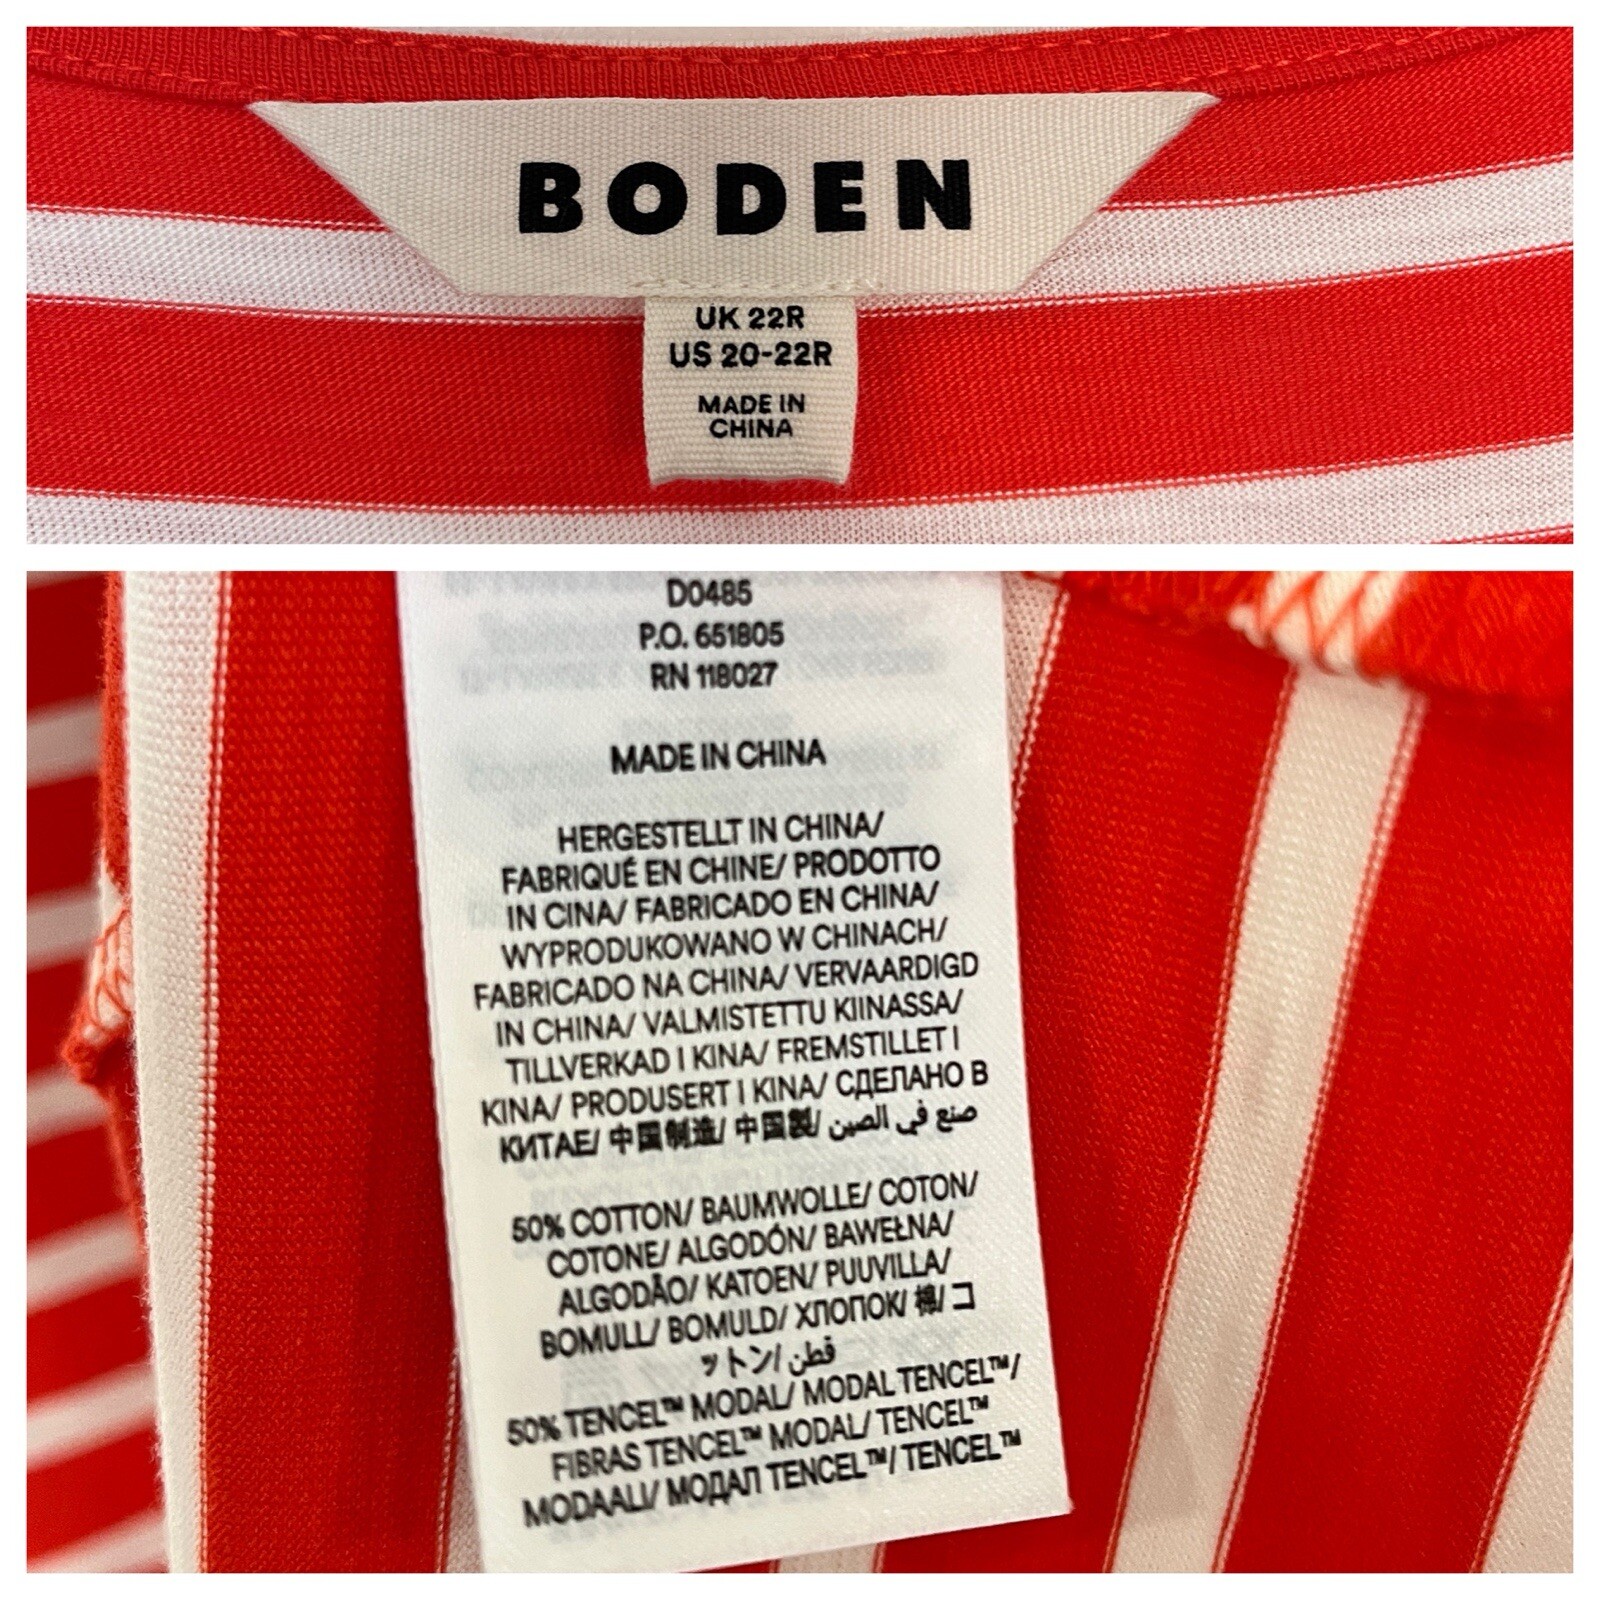 BODEN
UK 22R
US 20-22R
MADE IN
CHINA
D0485
P.O. 651805
RN 118027
MADE IN CHINA
HERGESTELLT IN CHINA/
FABRIQUÉ EN CHINE/ PRODOTTO
IN CINA/ FABRICADO EN CHINA/
WYPRODUKOWANO W CHINACH/
FABRICADO NA CHINA/ VERVAARDIGD
IN CHINA/ VALMISTETTU KIINASSA/
TILLVERKAD I KINA/ FREMSTILLET I
KINA/ PRODUSERT I KINA/ СДЕЛАНО В
КИТАЕ/ 中国制造/ 中国製/ صنع في الصين
50% COTTON/ BAUMWOLLE/ COTON/
COTONE/ ALGODÓN/ BAWEŁNA/
ALGODÃO/ KATOEN/ PUUVILLA/
BOMULL/ BOMULD/ ХЛОПОК/ 棉/ コ
ットン/ قطن
50% TENCEL™ MODAL/ MODAL TENCEL™/
FIBRAS TENCEL™ MODAL/ TENCEL™
MODAALI/ МОДАЛ TENCEL™/ TENCEL™